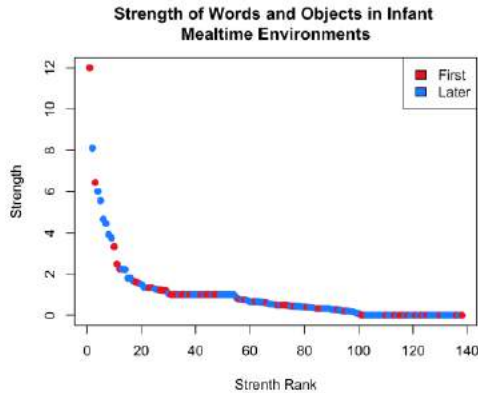 Strength of Words and Objects in Infant
Mealtime Environments
First
Later
Strength
12
10
8
6
4
2
0
0 20 40 60 80 100 120 140
Strenth Rank